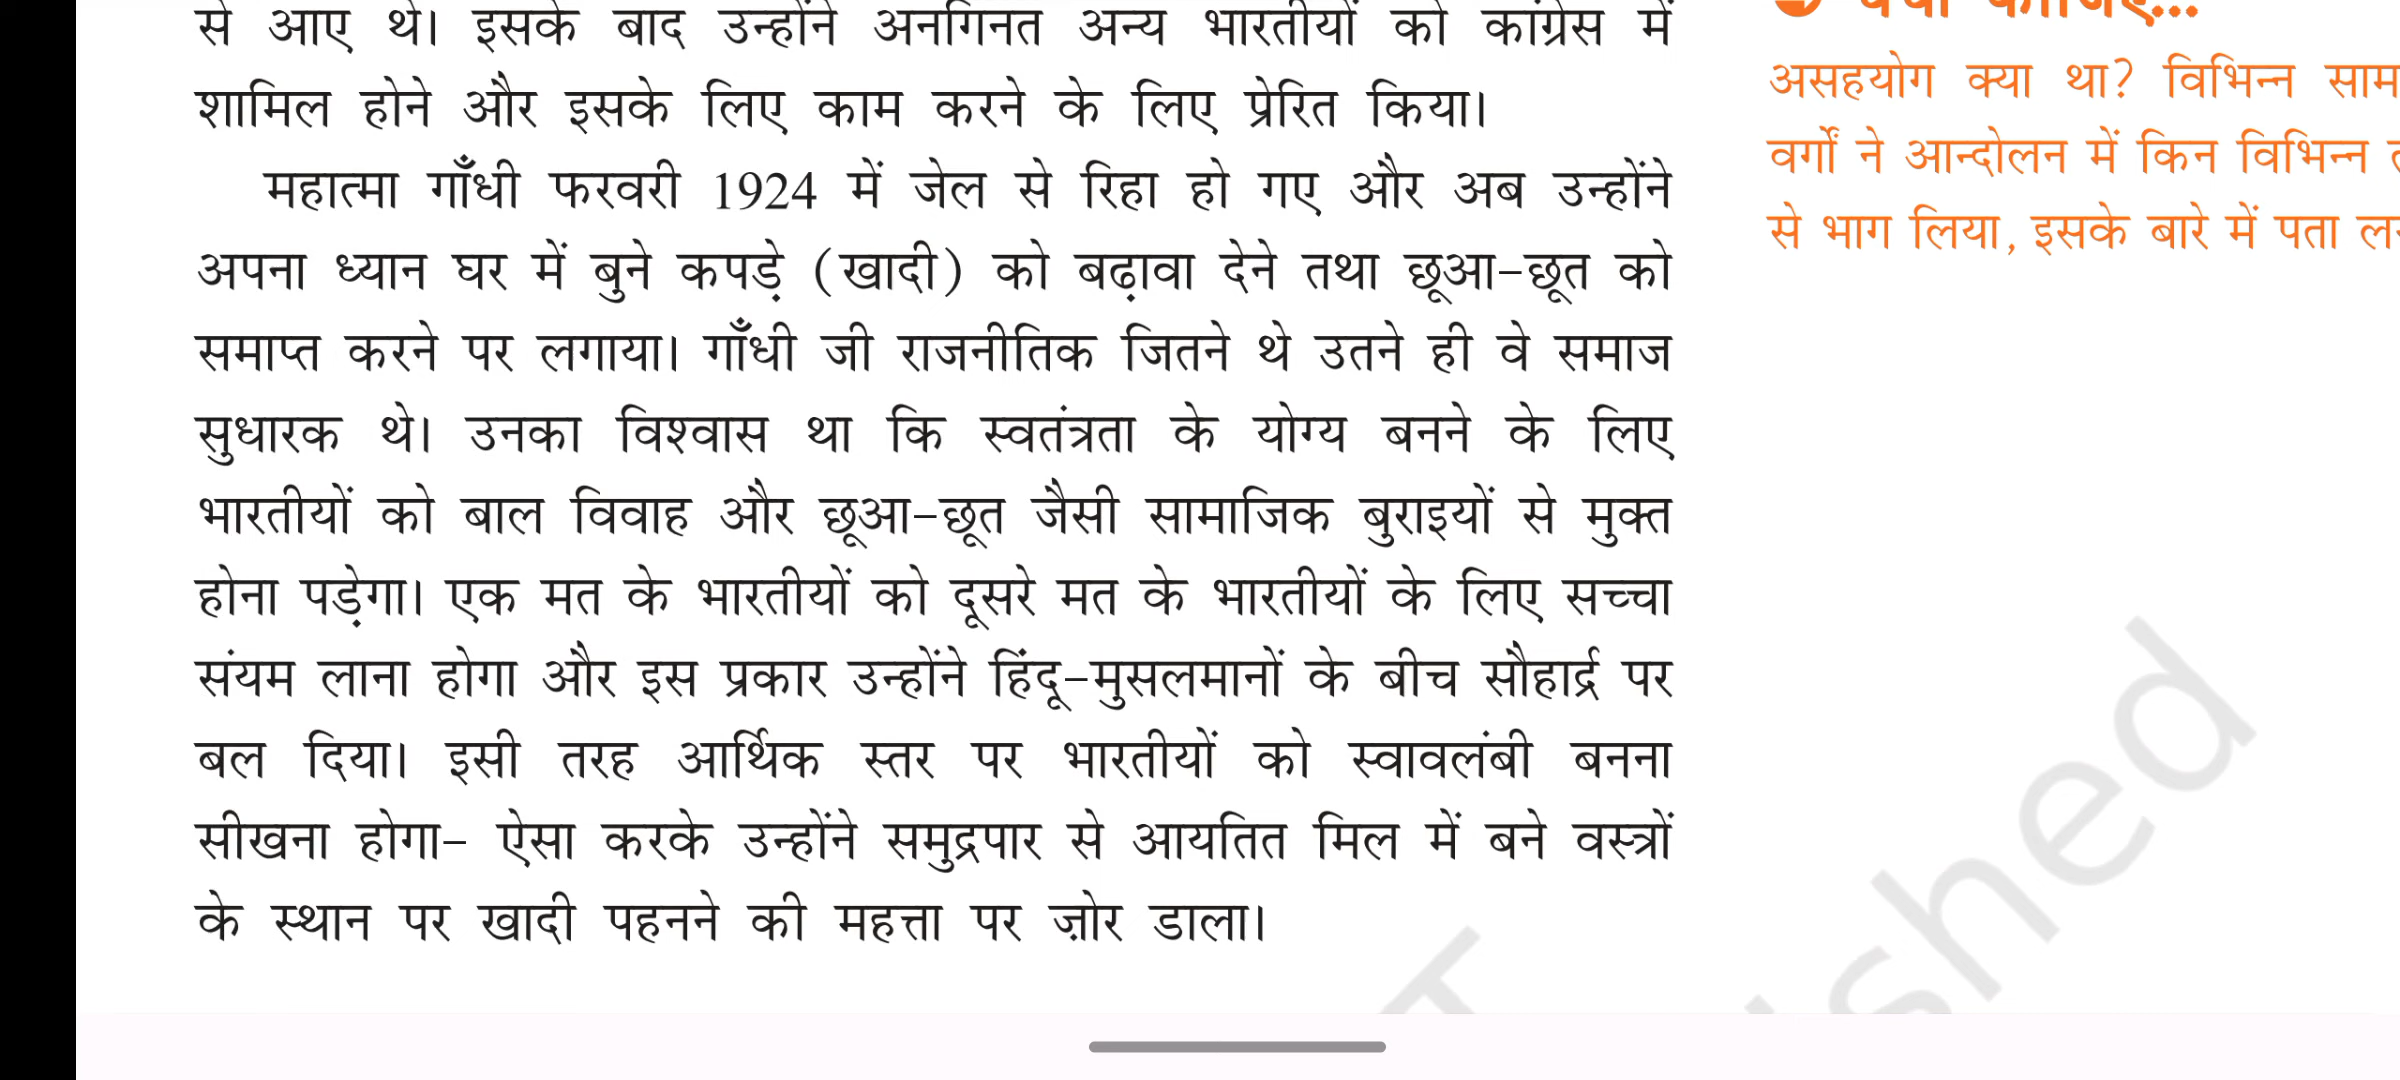 से आए थे। इसके बाद उन्होंने अनगिनत अन्य भारतीयों को कांग्रेस में
शामिल होने और इसके लिए काम करने के लिए प्रेरित किया।
महात्मा गाँधी फरवरी 1924 में जेल से रिहा हो गए और अब उन्होंने
अपना ध्यान घर में बुने कपड़े (खादी) को बढ़ावा देने तथा छूआ-छूत को
समाप्त करने पर लगाया। गाँधी जी राजनीतिक जितने थे उतने ही वे समाज
सुधारक थे। उनका विश्वास था कि स्वतंत्रता के योग्य बनने के लिए
भारतीयों को बाल विवाह और छूआ-छूत जैसी सामाजिक बुराइयों से मुक्त
होना पड़ेगा। एक मत के भारतीयों को दूसरे मत के भारतीयों के लिए सच्चा
संयम लाना होगा और इस प्रकार उन्होंने हिंदू-मुसलमानों के बीच सौहार्द्र पर
बल दिया। इसी तरह आर्थिक स्तर पर भारतीयों को स्वावलंबी बनना
सीखना होगा- ऐसा करके उन्होंने समुद्रपार से आयतित मिल में बने वस्त्रों
के स्थान पर खादी पहनने की महत्ता पर ज़ोर डाला।
असहयोग क्या था? विभिन्न
वर्गों ने आन्दोलन में किन विभिन्न
से भाग लिया, इसके बारे में पता
shed